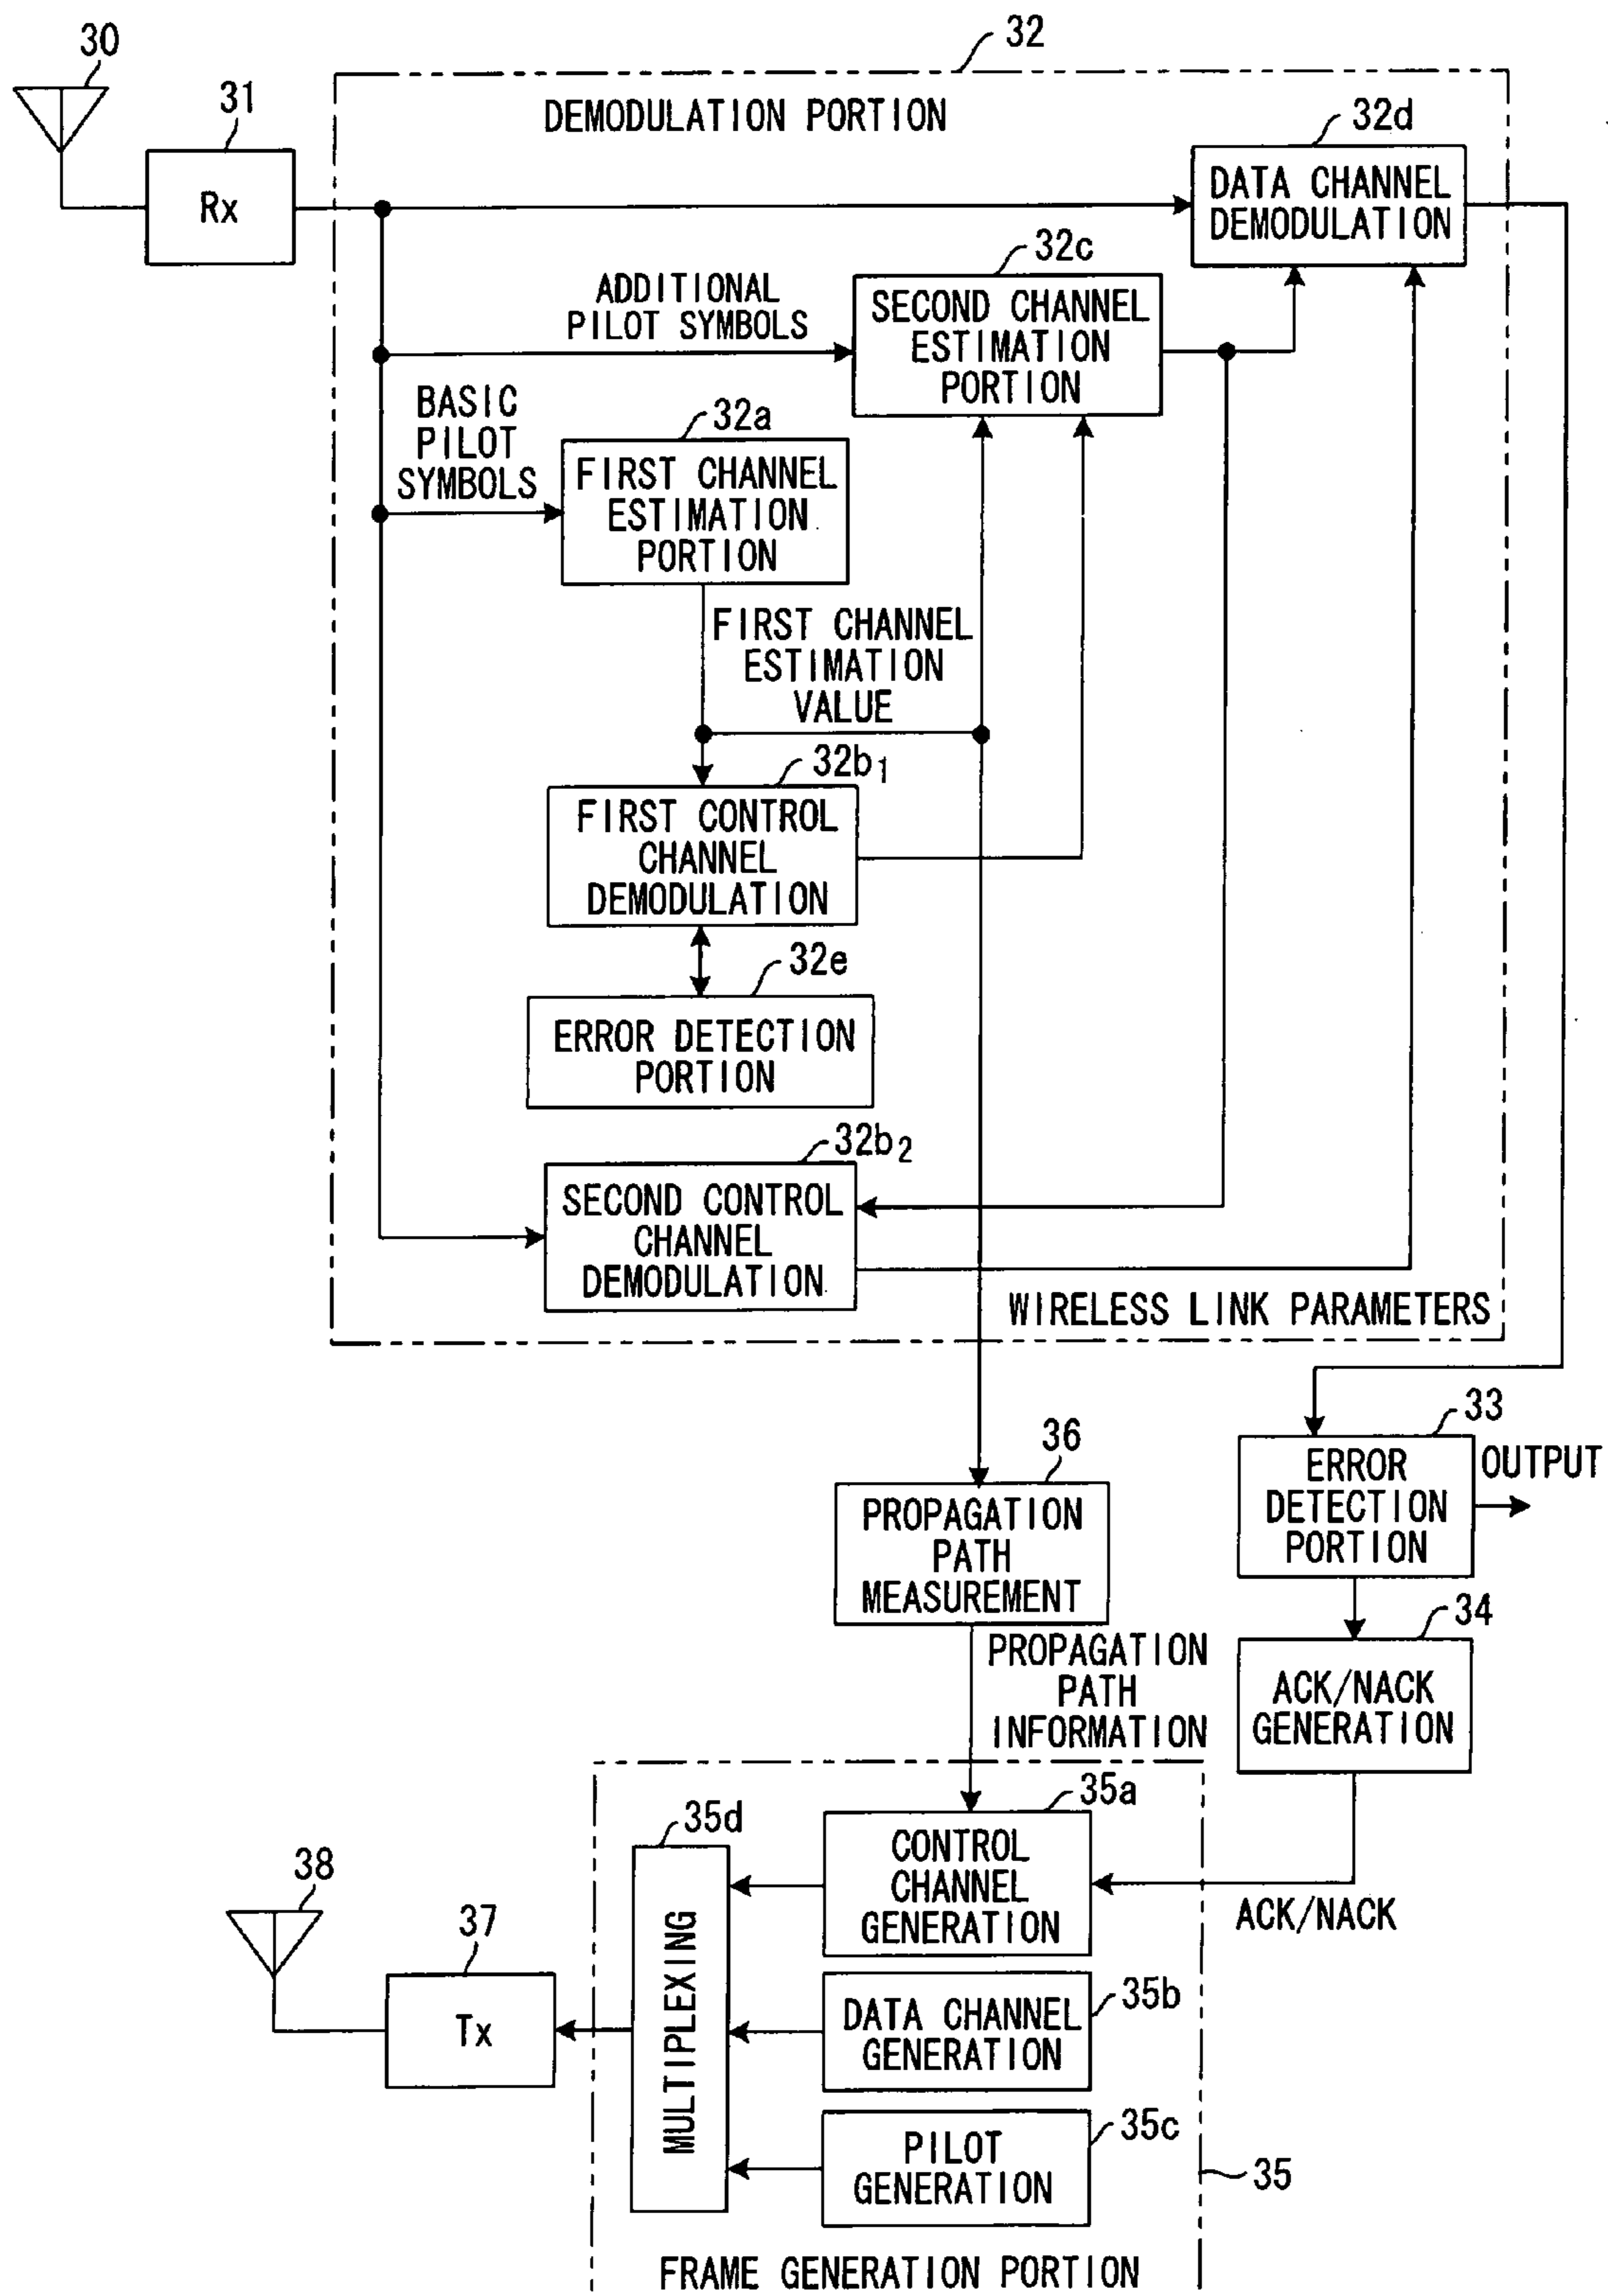 32
30
31
DEMODULATION PORTION
32d
Rx
DATA CHANNEL
DEMODULATION
32c
ADDITIONAL
PILOT SYMBOLS
SECOND CHANNEL
ESTIMATION
PORTION
BASIC
PILOT
SYMBOLS
32a
FIRST CHANNEL
ESTIMATION
PORTION
FIRST CHANNEL
ESTIMATION
VALUE
32b1
FIRST CONTROL
CHANNEL
DEMODULATION
32e
ERROR DETECTION
PORTION
32b2
SECOND CONTROL
CHANNEL
DEMODULATION
WIRELESS LINK PARAMETERS
33
36
ERROR
DETECTION
PORTION
OUTPUT
PROPAGATION
PATH
MEASUREMENT
34
PROPAGATION
PATH
INFORMATION
ACK/NACK
GENERATION
35a
35d
CONTROL
CHANNEL
GENERATION
ACK/NACK
38
37
MULTIPLEXING
35b
DATA CHANNEL
GENERATION
Tx
35c
PILOT
GENERATION
35
FRAME GENERATION PORTION